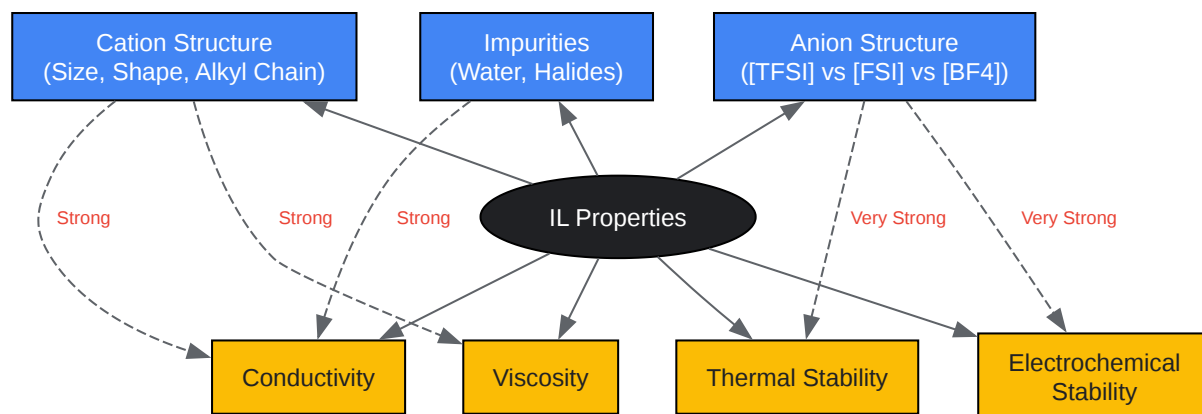 Cation Structure
(Size, Shape, Alkyl Chain)
Impurities
(Water, Halides)
Anion Structure
([TFSI] vs [FSI] vs [BF4])
IL Properties
Strong
Strong
Strong
Very Strong
Very Strong
Conductivity
Viscosity
Thermal Stability
Electrochemical
Stability